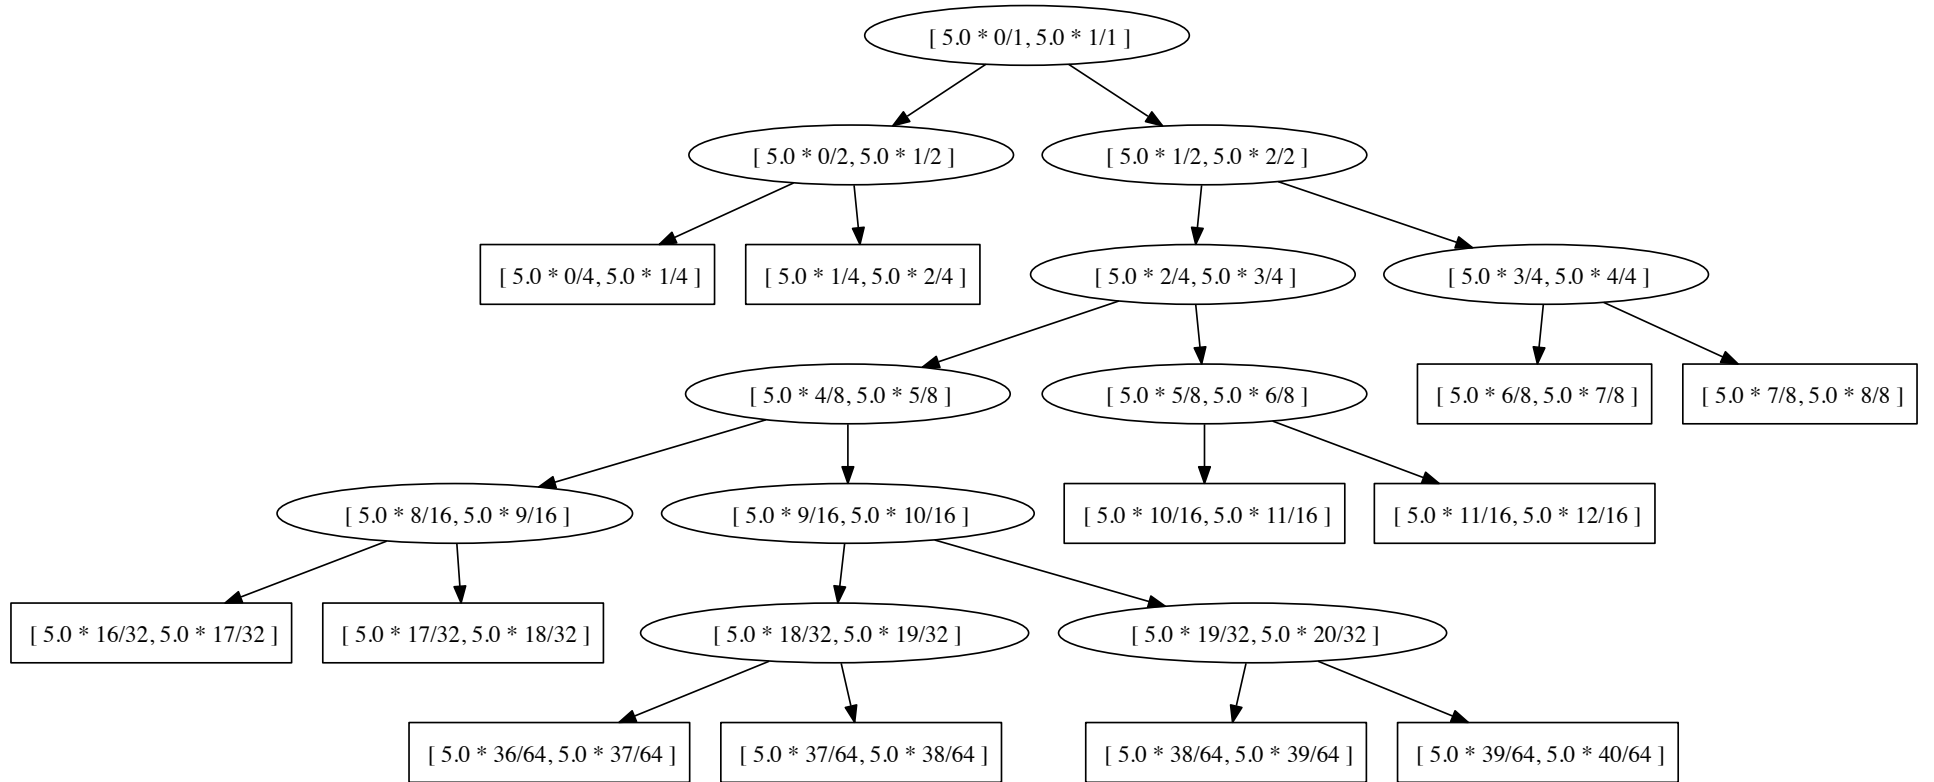 [ 5.0 * 0/1, 5.0 * 1/1 ]
[ 5.0 * 0/2, 5.0 * 1/2 ]
[ 5.0 * 1/2, 5.0 * 2/2 ]
[ 5.0 * 0/4, 5.0 * 1/4 ]
[ 5.0 * 1/4, 5.0 * 2/4 ]
[ 5.0 * 2/4, 5.0 * 3/4 ]
[ 5.0 * 3/4, 5.0 * 4/4 ]
[ 5.0 * 4/8, 5.0 * 5/8 ]
[ 5.0 * 5/8, 5.0 * 6/8 ]
[ 5.0 * 6/8, 5.0 * 7/8 ]
[ 5.0 * 7/8, 5.0 * 8/8 ]
[ 5.0 * 8/16, 5.0 * 9/16 ]
[ 5.0 * 9/16, 5.0 * 10/16 ]
[ 5.0 * 10/16, 5.0 * 11/16 ]
[ 5.0 * 11/16, 5.0 * 12/16 ]
[ 5.0 * 16/32, 5.0 * 17/32 ]
[ 5.0 * 17/32, 5.0 * 18/32 ]
[ 5.0 * 18/32, 5.0 * 19/32 ]
[ 5.0 * 19/32, 5.0 * 20/32 ]
[ 5.0 * 36/64, 5.0 * 37/64 ]
[ 5.0 * 37/64, 5.0 * 38/64 ]
[ 5.0 * 38/64, 5.0 * 39/64 ]
[ 5.0 * 39/64, 5.0 * 40/64 ]